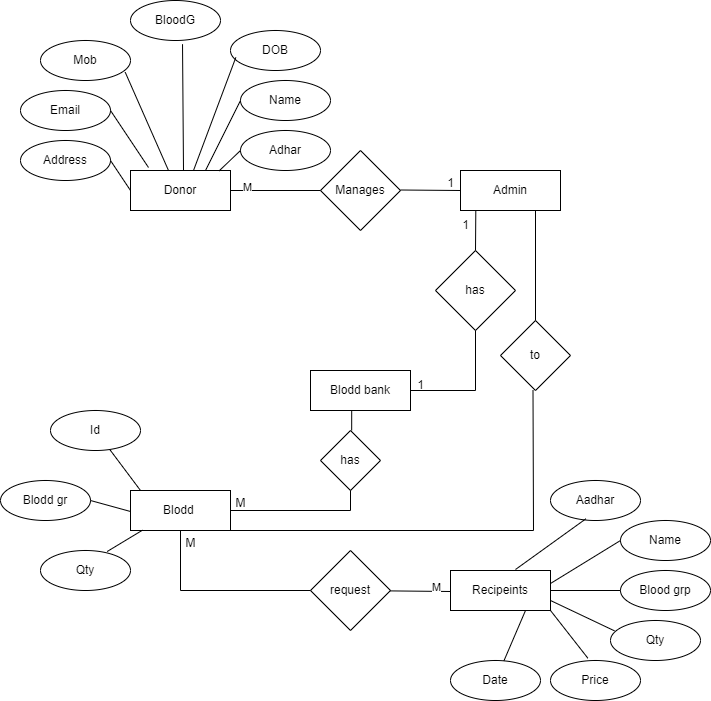 BloodG
DOB
Mob
Name
Email
Adhar
Address
Donor
M
Manages
1
Admin
1
has
to
Blodd bank
1
Id
has
Blodd gr
Blodd
M
M
Qty
Aadhar
Name
request
M
Recipeints
Blood grp
Qty
Date
Price